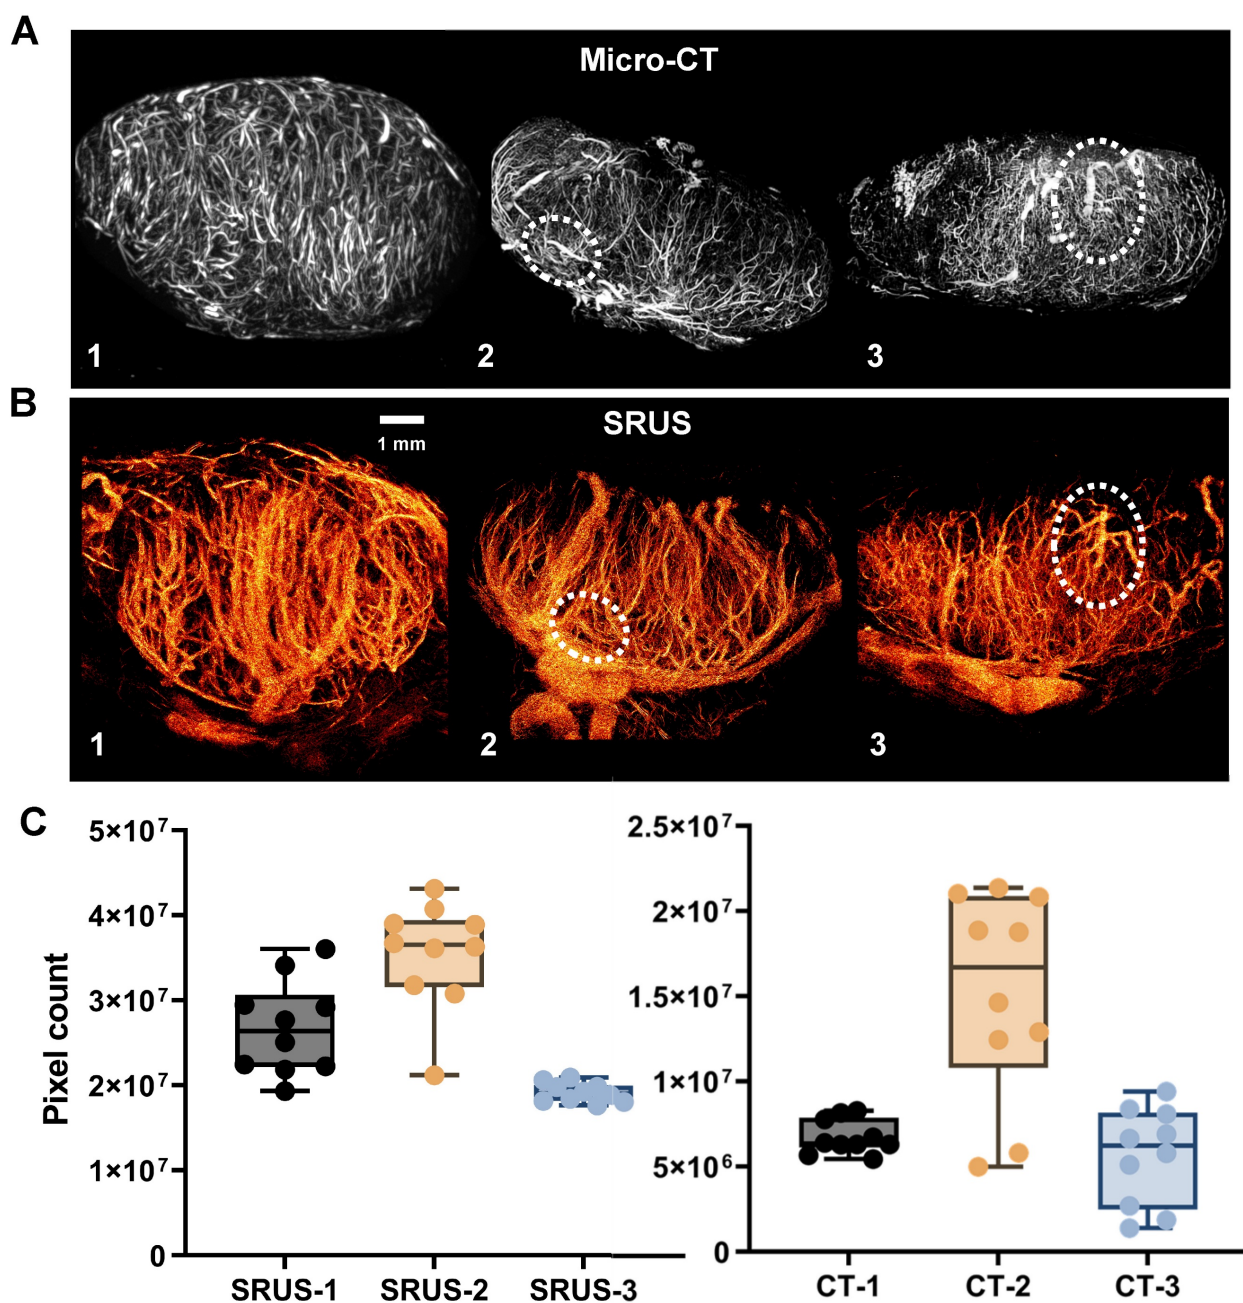 A
Micro-CT
1
2
3
B
SRUS
1 mm
1
2
3
C
Pixel count
5×10⁷
4×10⁷
3×10⁷
2×10⁷
1×10⁷
0
SRUS-1
SRUS-2
SRUS-3
2.5×10⁷
2×10⁷
1.5×10⁷
1×10⁷
5×10⁶
0
CT-1
CT-2
CT-3